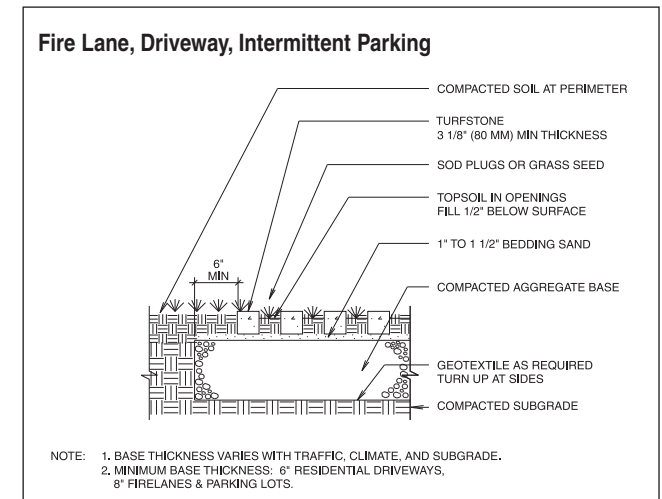 Fire Lane, Driveway, Intermittent Parking
COMPACTED SOIL AT PERIMETER
TURFSTONE
3 1/8" (80 MM) MIN THICKNESS
SOD PLUGS OR GRASS SEED
TOPSOIL IN OPENINGS
FILL 1/2" BELOW SURFACE
1" TO 1 1/2" BEDDING SAND
6"
MIN
COMPACTED AGGREGATE BASE
GEOTEXTILE AS REQUIRED
TURN UP AT SIDES
COMPACTED SUBGRADE
NOTE: 1. BASE THICKNESS VARIES WITH TRAFFIC, CLIMATE, AND SUBGRADE.
2. MINIMUM BASE THICKNESS: 6" RESIDENTIAL DRIVEWAYS,
8" FIRELANES & PARKING LOTS.